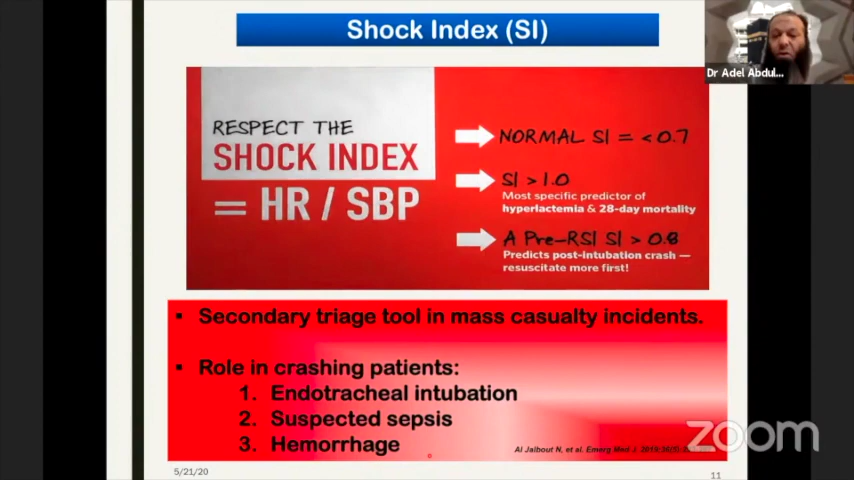 Shock Index (SI)
Dr Adel Abdul...
RESPECT THE
SHOCK INDEX
= HR / SBP
NORMAL SI = < 0.7
SI > 1.0
Most specific predictor of
hyperlactemia & 28-day mortality
A Pre-RSI SI > 0.8
Predicts post-intubation crash —
resuscitate more first!
▪ Secondary triage tool in mass casualty incidents.
▪ Role in crashing patients:
1. Endotracheal intubation
2. Suspected sepsis
3. Hemorrhage
Al Jalbout N, et al. Emerg Med J. 2019
zoom
5/21/20
11